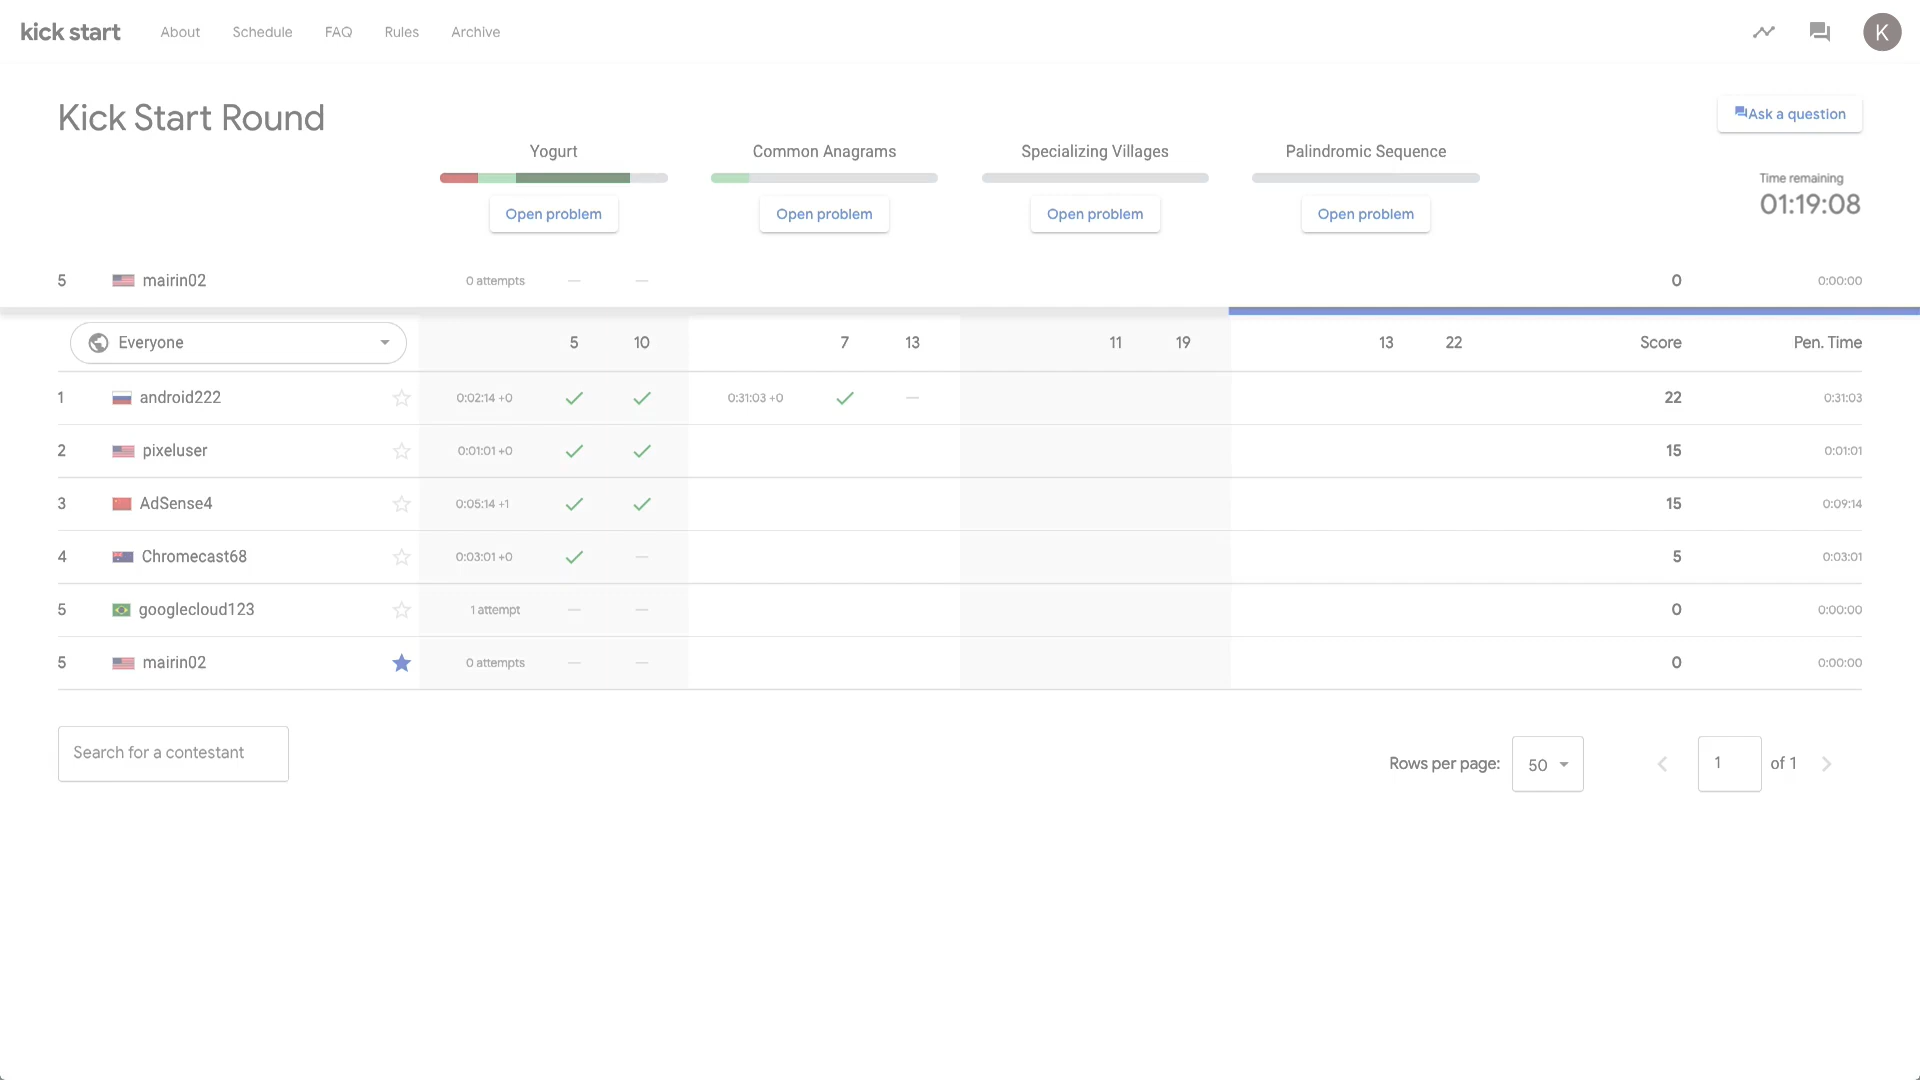 kick start About Schedule FAQ Rules Archive K
Kick Start Round
Ask a question
Yogurt Common Anagrams Specializing Villages Palindromic Sequence
Time remaining
01:19:08
Open problem Open problem Open problem Open problem
5 mairin02 0 attempts — — 0 0:00:00
Everyone 5 10 7 13 11 19 13 22 Score Pen. Time
1 android222 0:02:14 +0 0:31:03 +0 — 22 0:31:03
2 pixeluser 0:01:01 +0 15 0:01:01
3 AdSense4 0:05:14 +1 15 0:09:14
4 Chromecast68 0:03:01 +0 — 5 0:03:01
5 googlecloud123 1 attempt — — 0 0:00:00
5 mairin02 0 attempts — — 0 0:00:00
Search for a contestant
Rows per page: 50 1 of 1